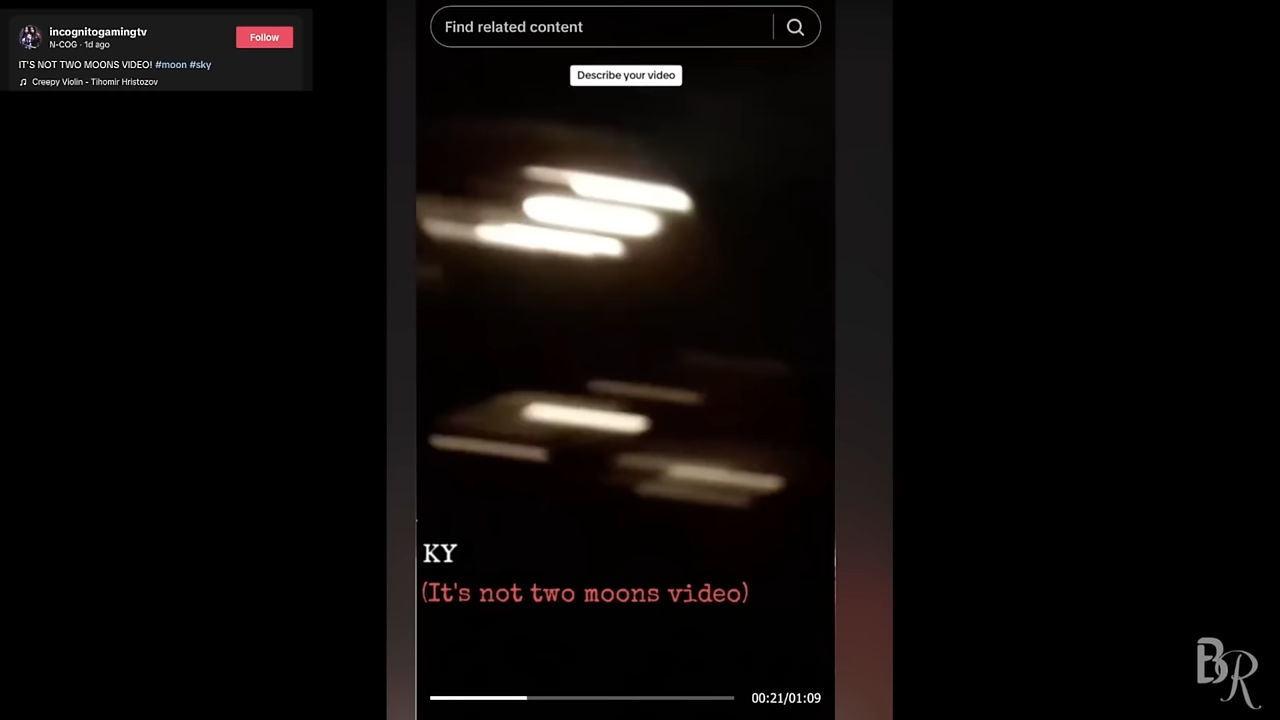 incognitogamingtv
N-COG · 1d ago
Follow
IT'S NOT TWO MOONS VIDEO! #moon #sky
Creepy Violin - Tihomir Hristozov
Find related content
Describe your video
KY
(It's not two moons video)
00:21/01:09
BR